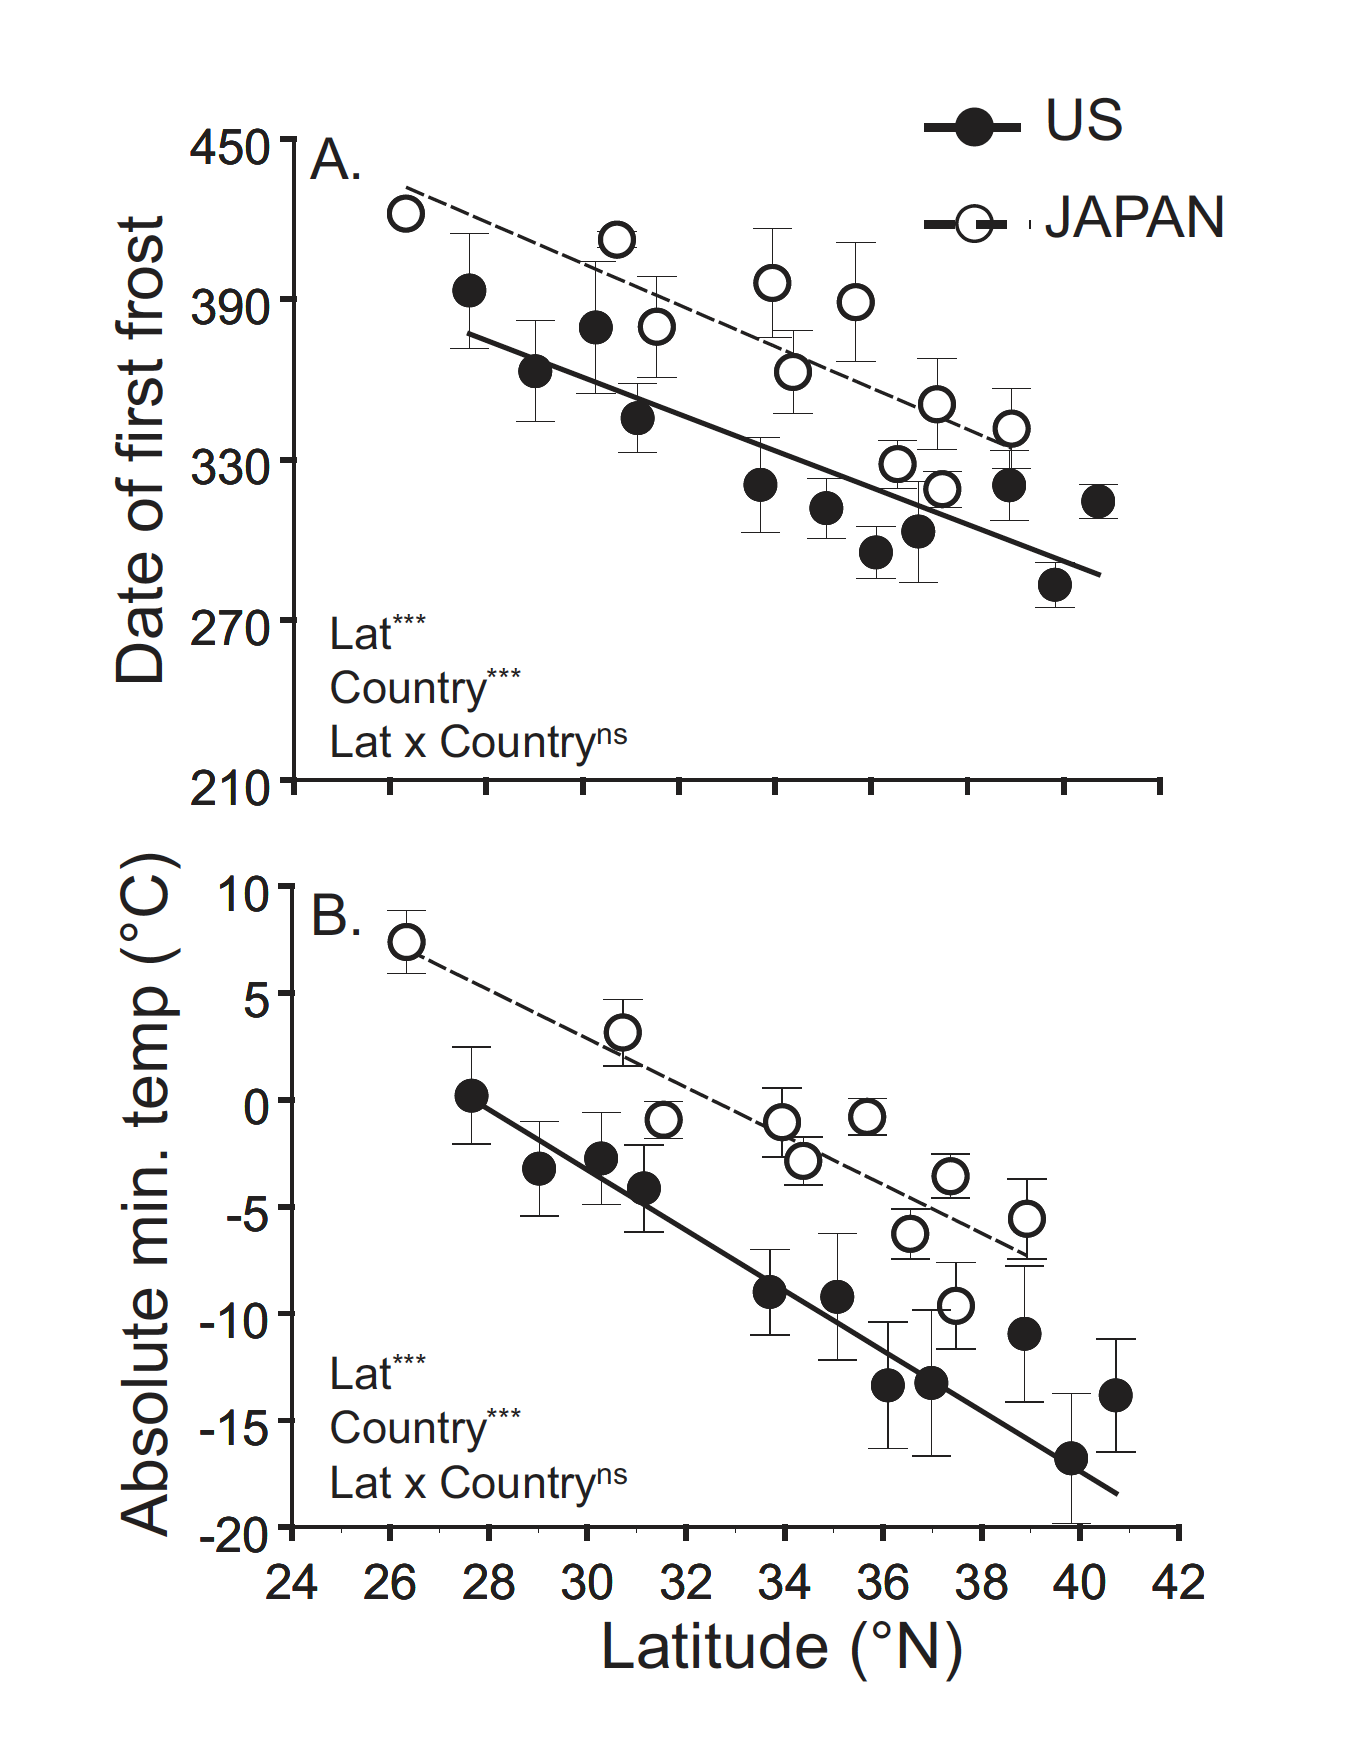 US
JAPAN
A.
450
390
330
270
210
Date of first frost
Lat***
Country***
Lat x Countryns
B.
10
5
0
-5
-10
-15
-20
Absolute min. temp (°C)
Lat***
Country***
Lat x Countryns
24 26 28 30 32 34 36 38 40 42
Latitude (°N)